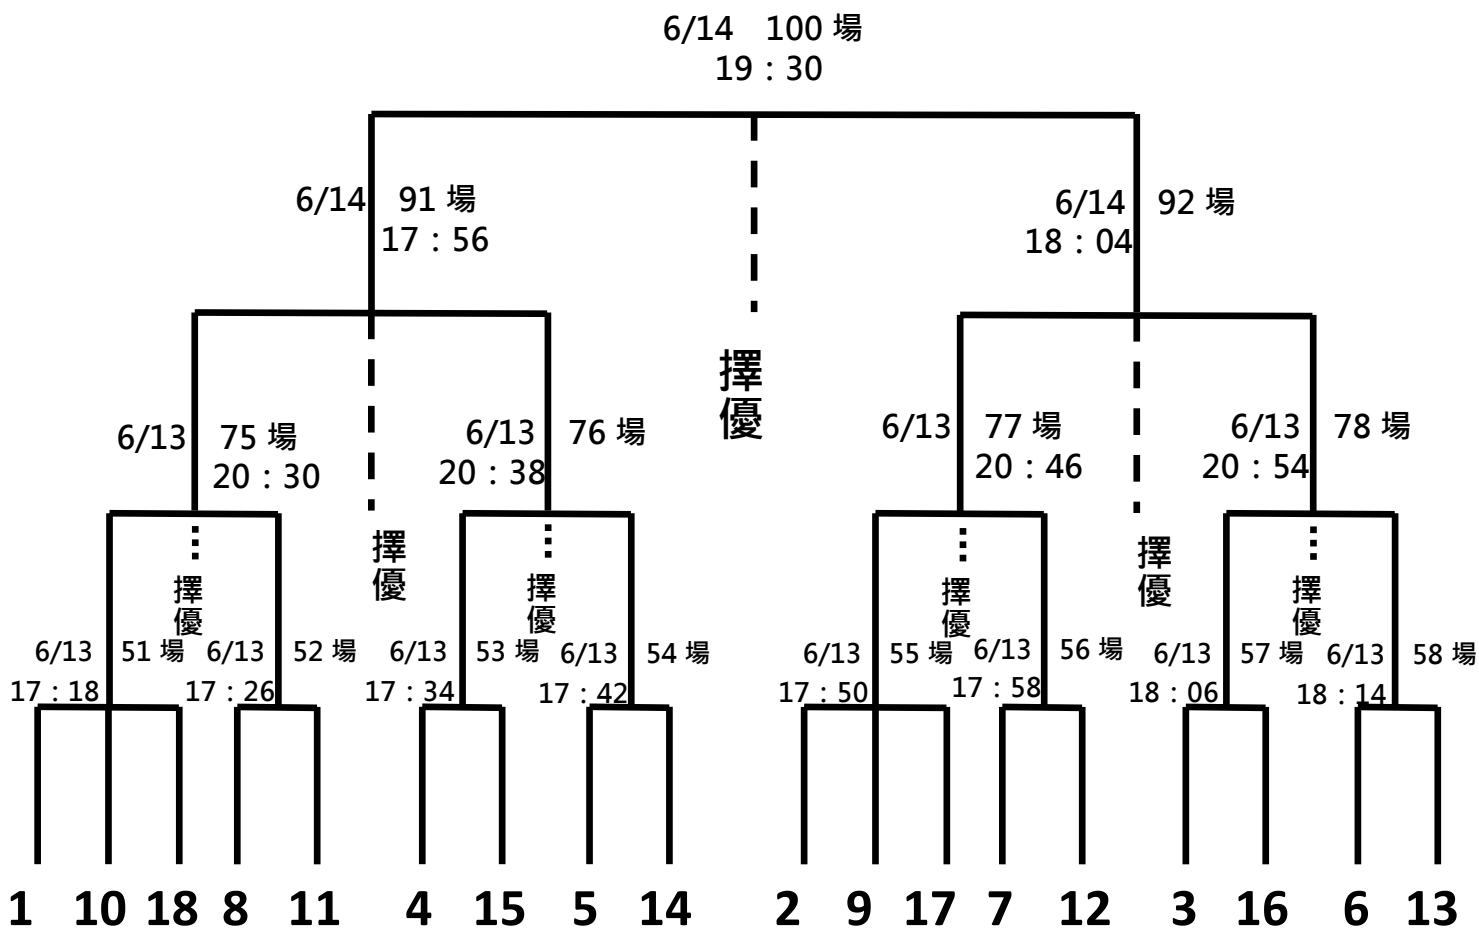 6/14 100 場
19：30
6/14 91 場
17：56
6/14 92 場
18：04
擇優
6/13 75 場
20：30
6/13 76 場
20：38
6/13 77 場
20：46
6/13 78 場
20：54
擇優
擇優
擇優
擇優
擇優
擇優
6/13 51 場
17：18
6/13 52 場
17：26
6/13 53 場
17：34
6/13 54 場
17：42
6/13 55 場
17：50
6/13 56 場
17：58
6/13 57 場
18：06
6/13 58 場
18：14
1 10 18 8 11 4 15 5 14 2 9 17 7 12 3 16 6 13